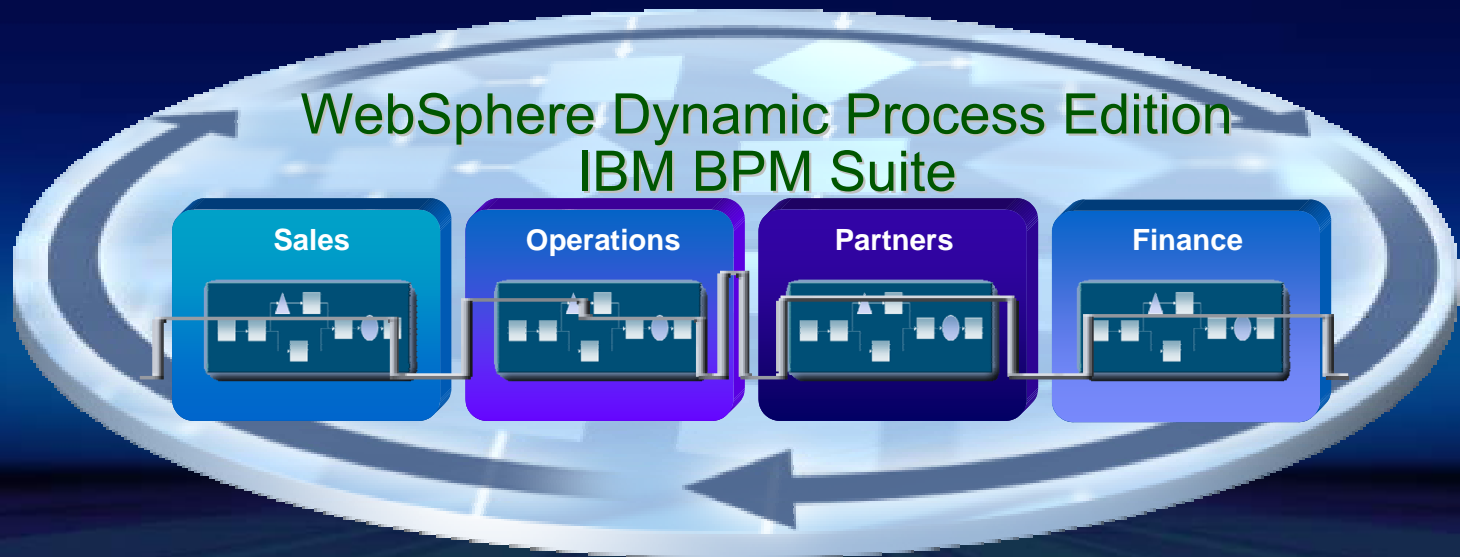 WebSphere Dynamic Process Edition
IBM BPM Suite
Sales
Operations
Partners
Finance